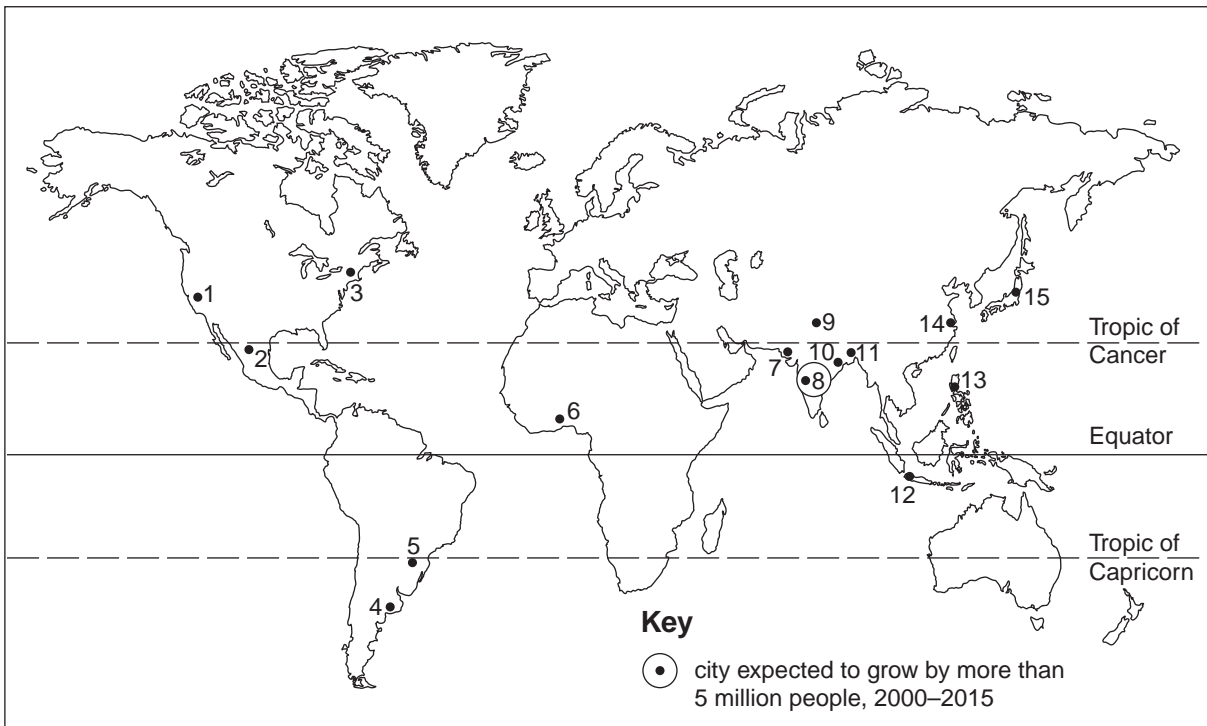 1
3
2
15
14
9
Tropic of
Cancer
10
11
7
8
13
6
Equator
12
5
Tropic of
Capricorn
4
Key
city expected to grow by more than
5 million people, 2000–2015